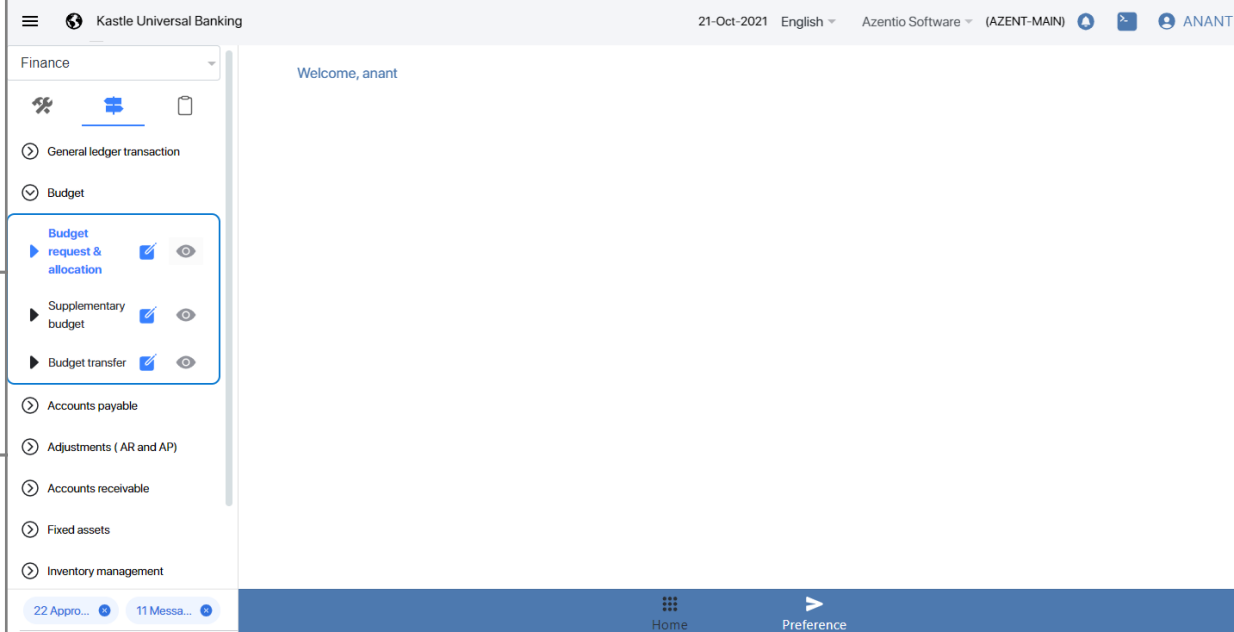 Kastle Universal Banking
21-Oct-2021 English Azentio Software (AZENT-MAIN) ANANT
Finance
Welcome, anant
General ledger transaction
Budget
Budget
request &
allocation
Supplementary
budget
Budget transfer
Accounts payable
Adjustments ( AR and AP)
Accounts receivable
Fixed assets
Inventory management
22 Appro... 11 Messa...
Home Preference